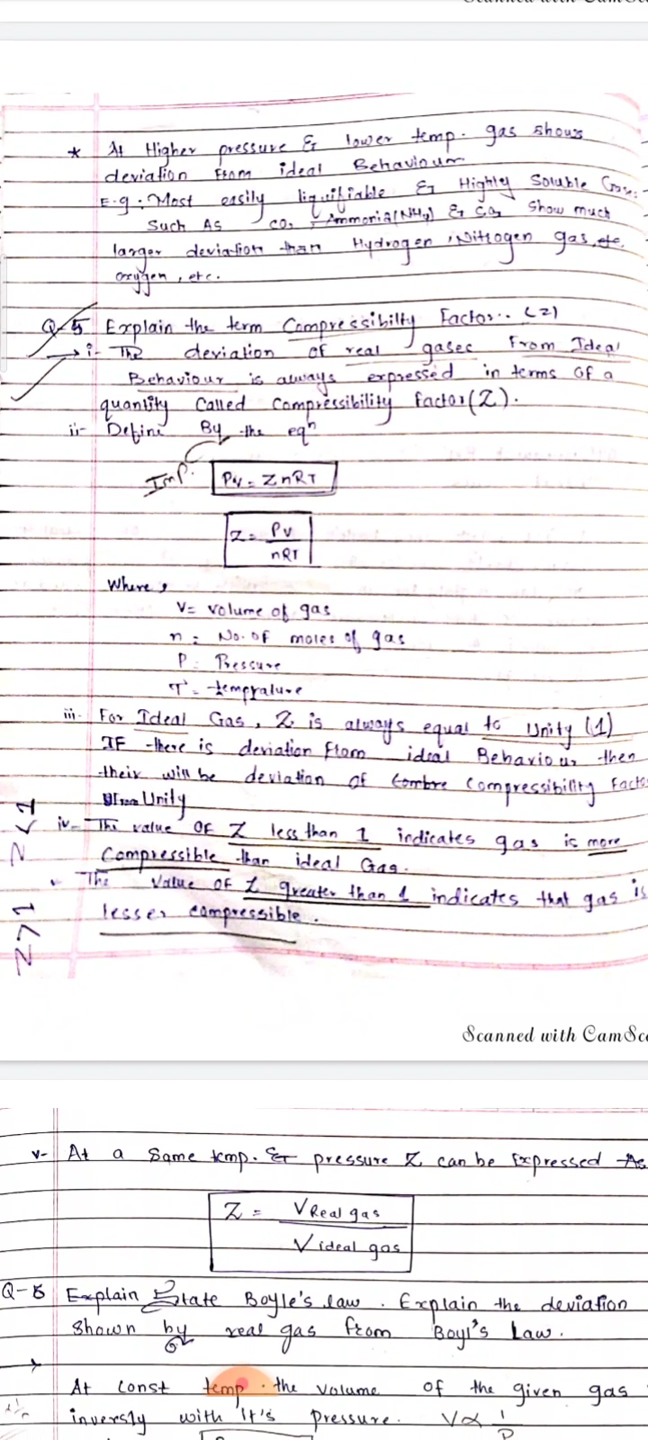 * At Higher pressure & lower temp. gas shows
deviation from ideal Behaviour
E.g : Most easily liquifiable & Highly Soluble Gas.
Such As CO2, Ammonia(NH3) & CO2 Show much
larger deviation than Hydrogen, Nitrogen gas, etc.
oxygen, etc.
Q-5 Explain the term Compressibilty Factor.. (Z)
→ i- The deviation of real gases From Ideal
Behaviour is always expressed in terms of a
quantity Called Compressibility factor (Z).
ii- Define By the eqn
Imp.
PV = ZnRT
Z = PV
nRT
Where,
V= volume of gas
n = No. of moles of gas
P = Pressure
T = temprature
iii- For Ideal Gas, Z is always equal to Unity (1)
IF there is deviation from ideal Behaviour then
their will be deviation of Compressibility Facto
From Unity
iv- The value OF Z less than 1 indicates gas is more
Compressible than ideal Gas.
The value of Z greater than 1 indicates that gas is
lesser compressible.
Z>1 Z<1
Scanned with CamSc
v- At a Same temp. & pressure Z can be Expressed As
Z = V Real gas
V ideal gas
Explain State Boyle's law. Explain the deviation
Shown by real gas from Boyl's Law.
At const temp. the volume of the given gas
inversly with It's Pressure. V∝ 1
P